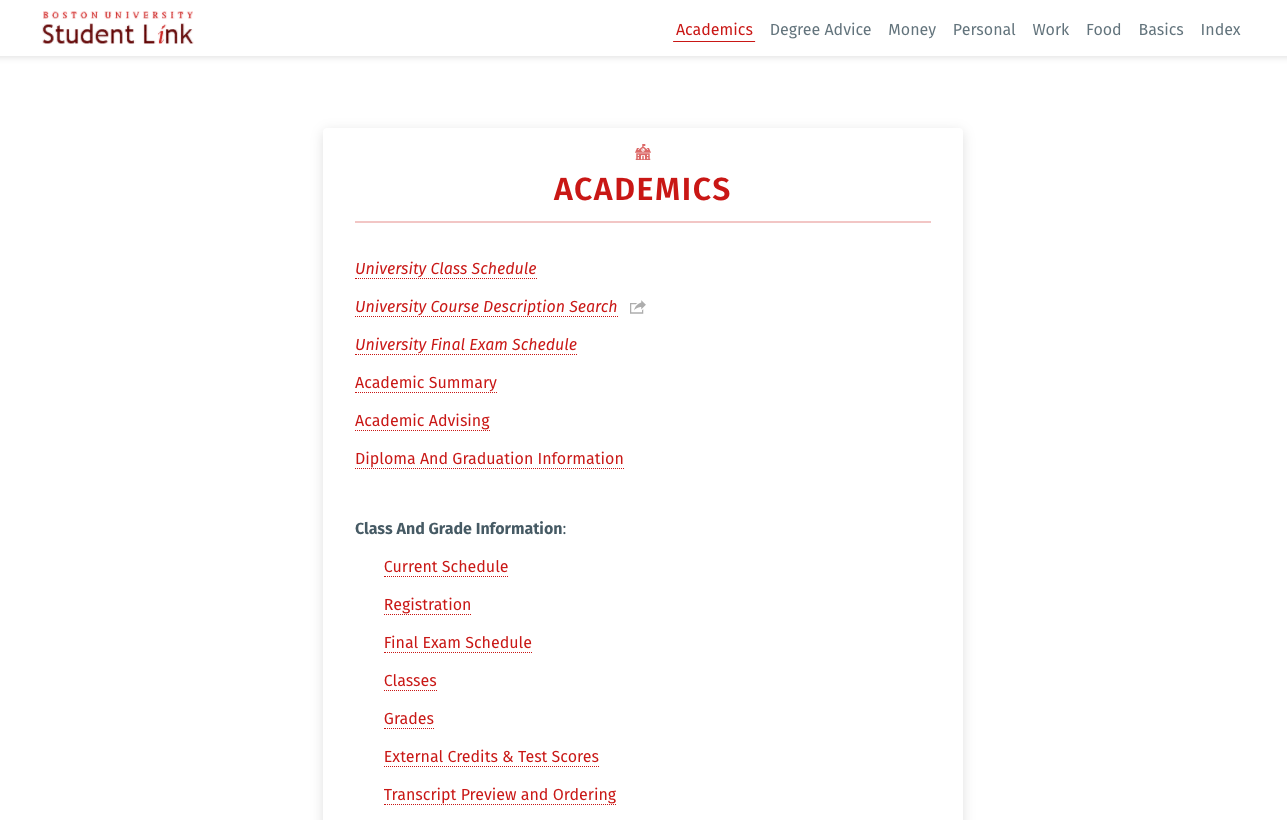 BOSTON UNIVERSITY
Student Link
Academics Degree Advice Money Personal Work Food Basics Index
ACADEMICS
University Class Schedule
University Course Description Search
University Final Exam Schedule
Academic Summary
Academic Advising
Diploma And Graduation Information
Class And Grade Information:
Current Schedule
Registration
Final Exam Schedule
Classes
Grades
External Credits & Test Scores
Transcript Preview and Ordering